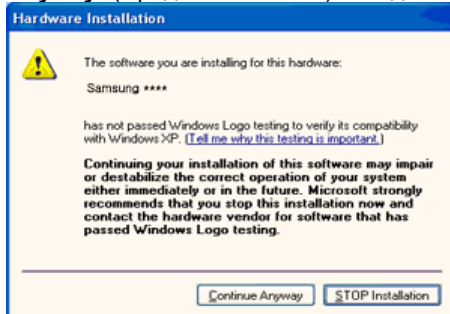 Hardware Installation
The software you are installing for this hardware:
Samsung ****
has not passed Windows Logo testing to verify its compatibility
with Windows XP. (Tell me why this testing is important.)
Continuing your installation of this software may impair
or destabilize the correct operation of your system
either immediately or in the future. Microsoft strongly
recommends that you stop this installation now and
contact the hardware vendor for software that has
passed Windows Logo testing.
Continue Anyway
STOP Installation